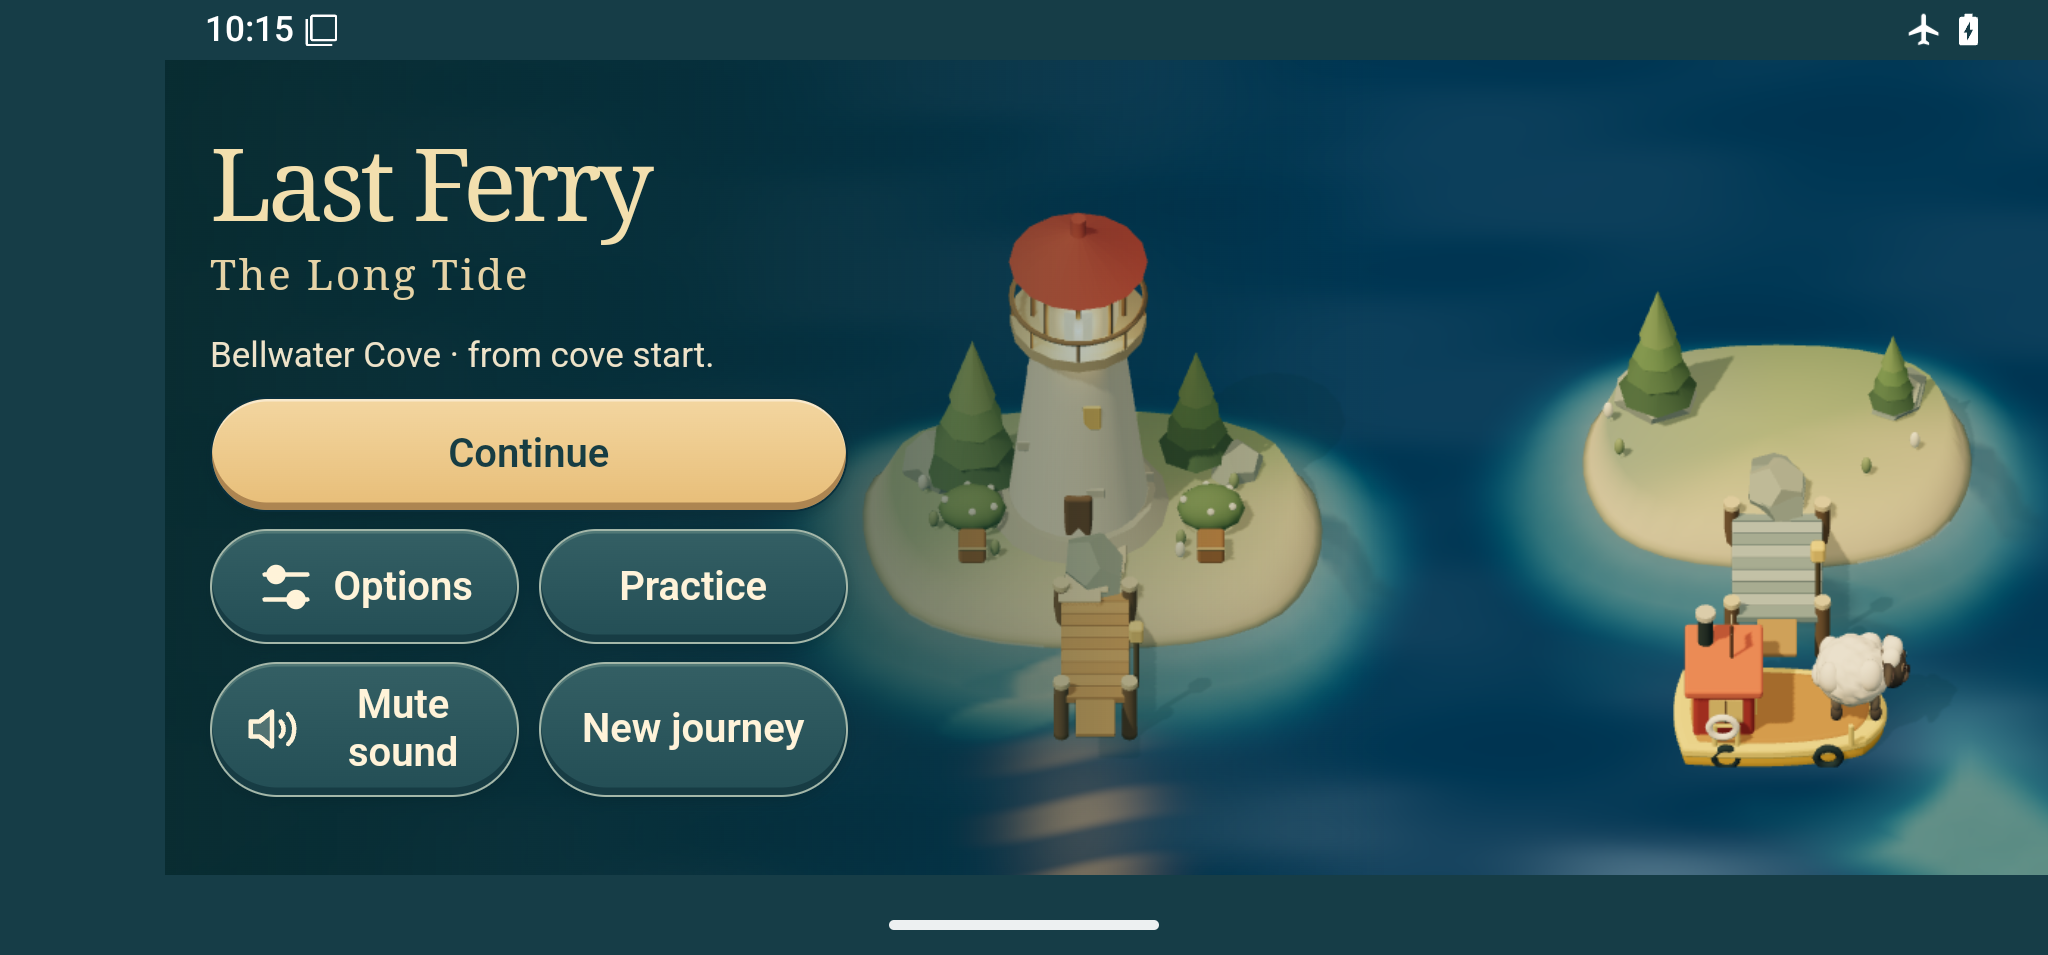 10:15
Last Ferry
The Long Tide
Bellwater Cove · from cove start.
Continue
Options
Practice
Mute
sound
New journey